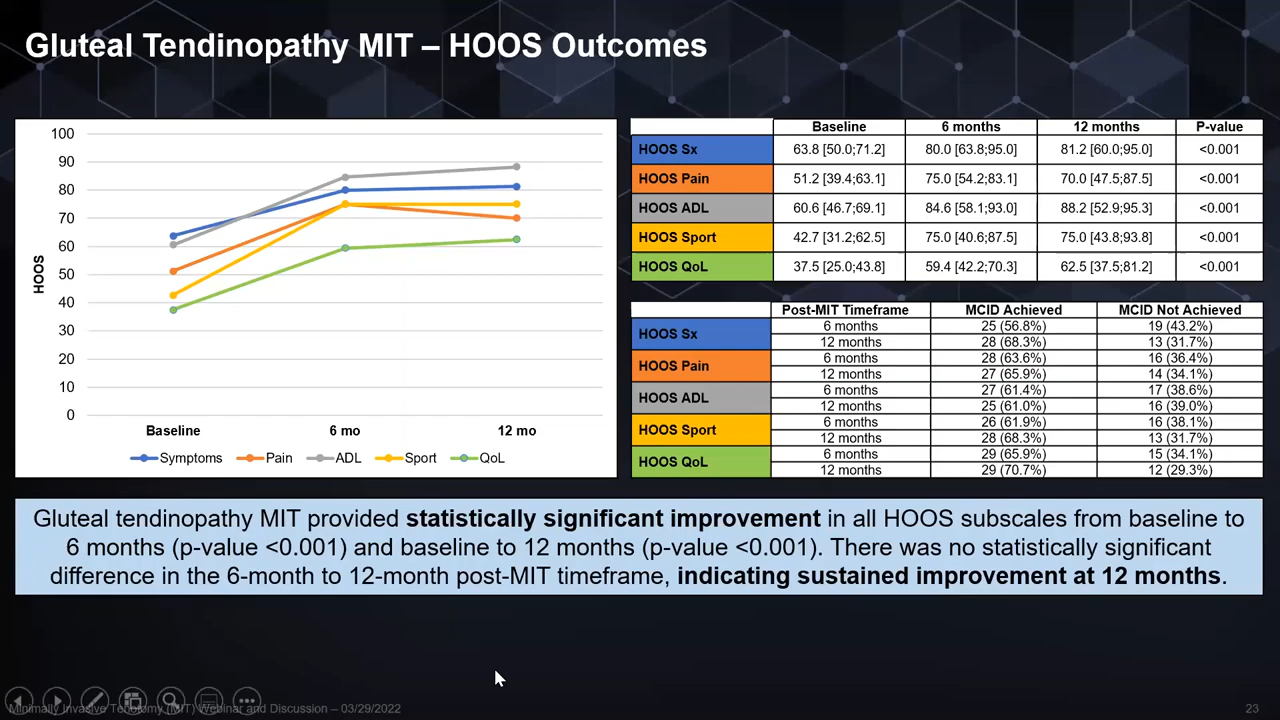 Gluteal Tendinopathy MIT – HOOS Outcomes
100
90
80
70
60
50
40
30
20
10
0
HOOS
Baseline 6 mo 12 mo
Symptoms Pain ADL Sport QoL
Baseline 6 months 12 months P-value
HOOS Sx 63.8 [50.0;71.2] 80.0 [63.8;95.0] 81.2 [60.0;95.0] <0.001
HOOS Pain 51.2 [39.4;63.1] 75.0 [54.2;83.1] 70.0 [47.5;87.5] <0.001
HOOS ADL 60.6 [46.7;69.1] 84.6 [58.1;93.0] 88.2 [52.9;95.3] <0.001
HOOS Sport 42.7 [31.2;62.5] 75.0 [40.6;87.5] 75.0 [43.8;93.8] <0.001
HOOS QoL 37.5 [25.0;43.8] 59.4 [42.2;70.3] 62.5 [37.5;81.2] <0.001
Post-MIT Timeframe MCID Achieved MCID Not Achieved
HOOS Sx 6 months 25 (56.8%) 19 (43.2%)
12 months 28 (68.3%) 13 (31.7%)
HOOS Pain 6 months 28 (63.6%) 16 (36.4%)
12 months 27 (65.9%) 14 (34.1%)
HOOS ADL 6 months 27 (61.4%) 17 (38.6%)
12 months 25 (61.0%) 16 (39.0%)
HOOS Sport 6 months 26 (61.9%) 16 (38.1%)
12 months 28 (68.3%) 13 (31.7%)
HOOS QoL 6 months 29 (65.9%) 15 (34.1%)
12 months 29 (70.7%) 12 (29.3%)
Gluteal tendinopathy MIT provided statistically significant improvement in all HOOS subscales from baseline to
6 months (p-value <0.001) and baseline to 12 months (p-value <0.001). There was no statistically significant
difference in the 6-month to 12-month post-MIT timeframe, indicating sustained improvement at 12 months.
Minimally Invasive Tenotomy (MIT) Webinar and Discussion – 03/29/2022
23